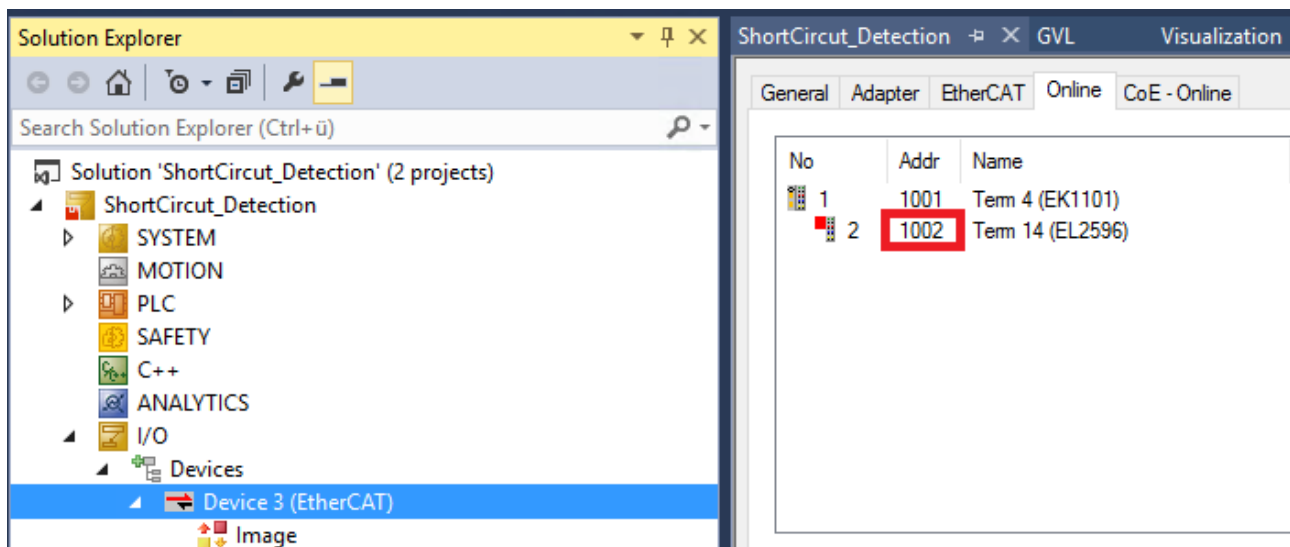 Solution Explorer
Search Solution Explorer (Ctrl+ü)
Solution 'ShortCircut_Detection' (2 projects)
ShortCircut_Detection
SYSTEM
MOTION
PLC
SAFETY
C++
ANALYTICS
I/O
Devices
Device 3 (EtherCAT)
Image
ShortCircut_Detection GVL Visualization
General Adapter EtherCAT Online CoE - Online
No Addr Name
1 1001 Term 4 (EK1101)
2 1002 Term 14 (EL2596)